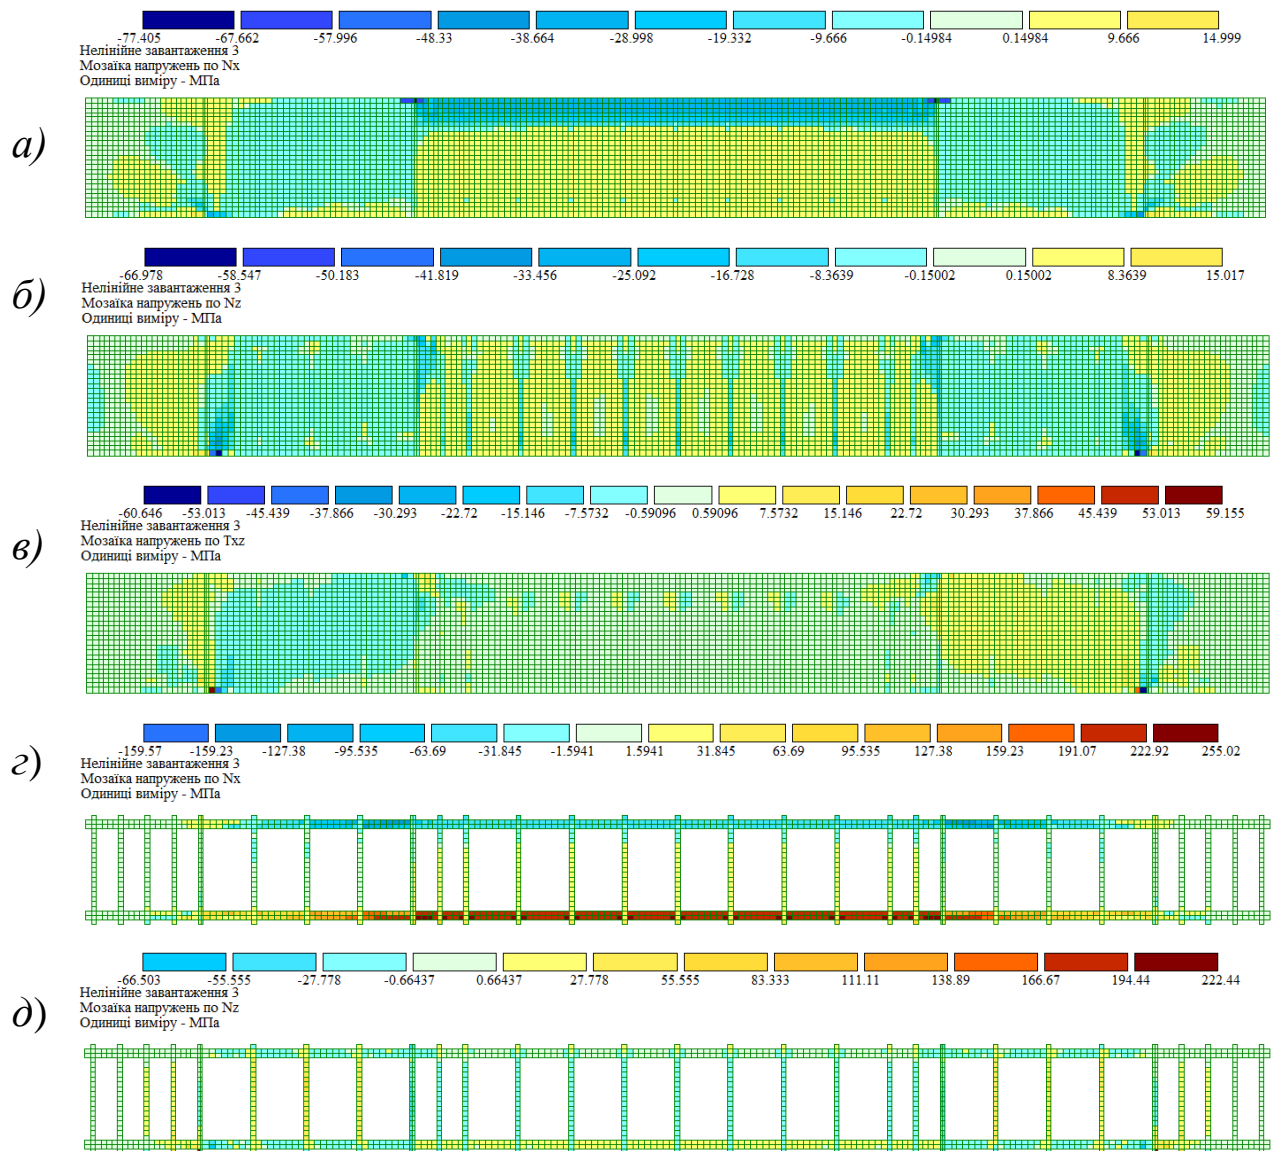 -77.405 -67.662 -57.996 -48.33 -38.664 -28.998 -19.332 -9.666 -0.14984 0.14984 9.666 14.999
Нелінійне завантаження 3
Мозаїка напружень по Nx
Одиниці виміру - МПа
а)
-66.978 -58.547 -50.183 -41.819 -33.456 -25.092 -16.728 -8.3639 -0.15002 0.15002 8.3639 15.017
Нелінійне завантаження 3
Мозаїка напружень по Nz
Одиниці виміру - МПа
б)
-60.646 -53.013 -45.439 -37.866 -30.293 -22.72 -15.146 -7.5732 -0.59096 0.59096 7.5732 15.146 22.72 30.293 37.866 45.439 53.013 59.155
Нелінійне завантаження 3
Мозаїка напружень по Txz
Одиниці виміру - МПа
в)
-159.57 -159.23 -127.38 -95.535 -63.69 -31.845 -1.5941 1.5941 31.845 63.69 95.535 127.38 159.23 191.07 222.92 255.02
Нелінійне завантаження 3
Мозаїка напружень по Nx
Одиниці виміру - МПа
г)
-66.503 -55.555 -27.778 -0.66437 0.66437 27.778 55.555 83.333 111.11 138.89 166.67 194.44 222.44
Нелінійне завантаження 3
Мозаїка напружень по Nz
Одиниці виміру - МПа
д)